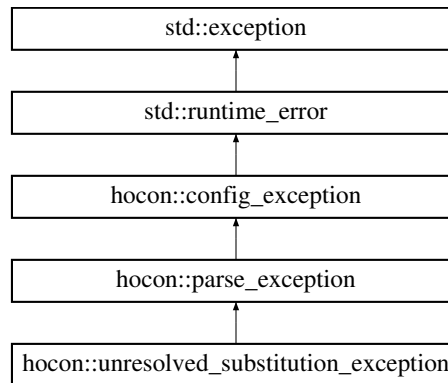 std::exception
std::runtime_error
hocon::config_exception
hocon::parse_exception
hocon::unresolved_substitution_exception